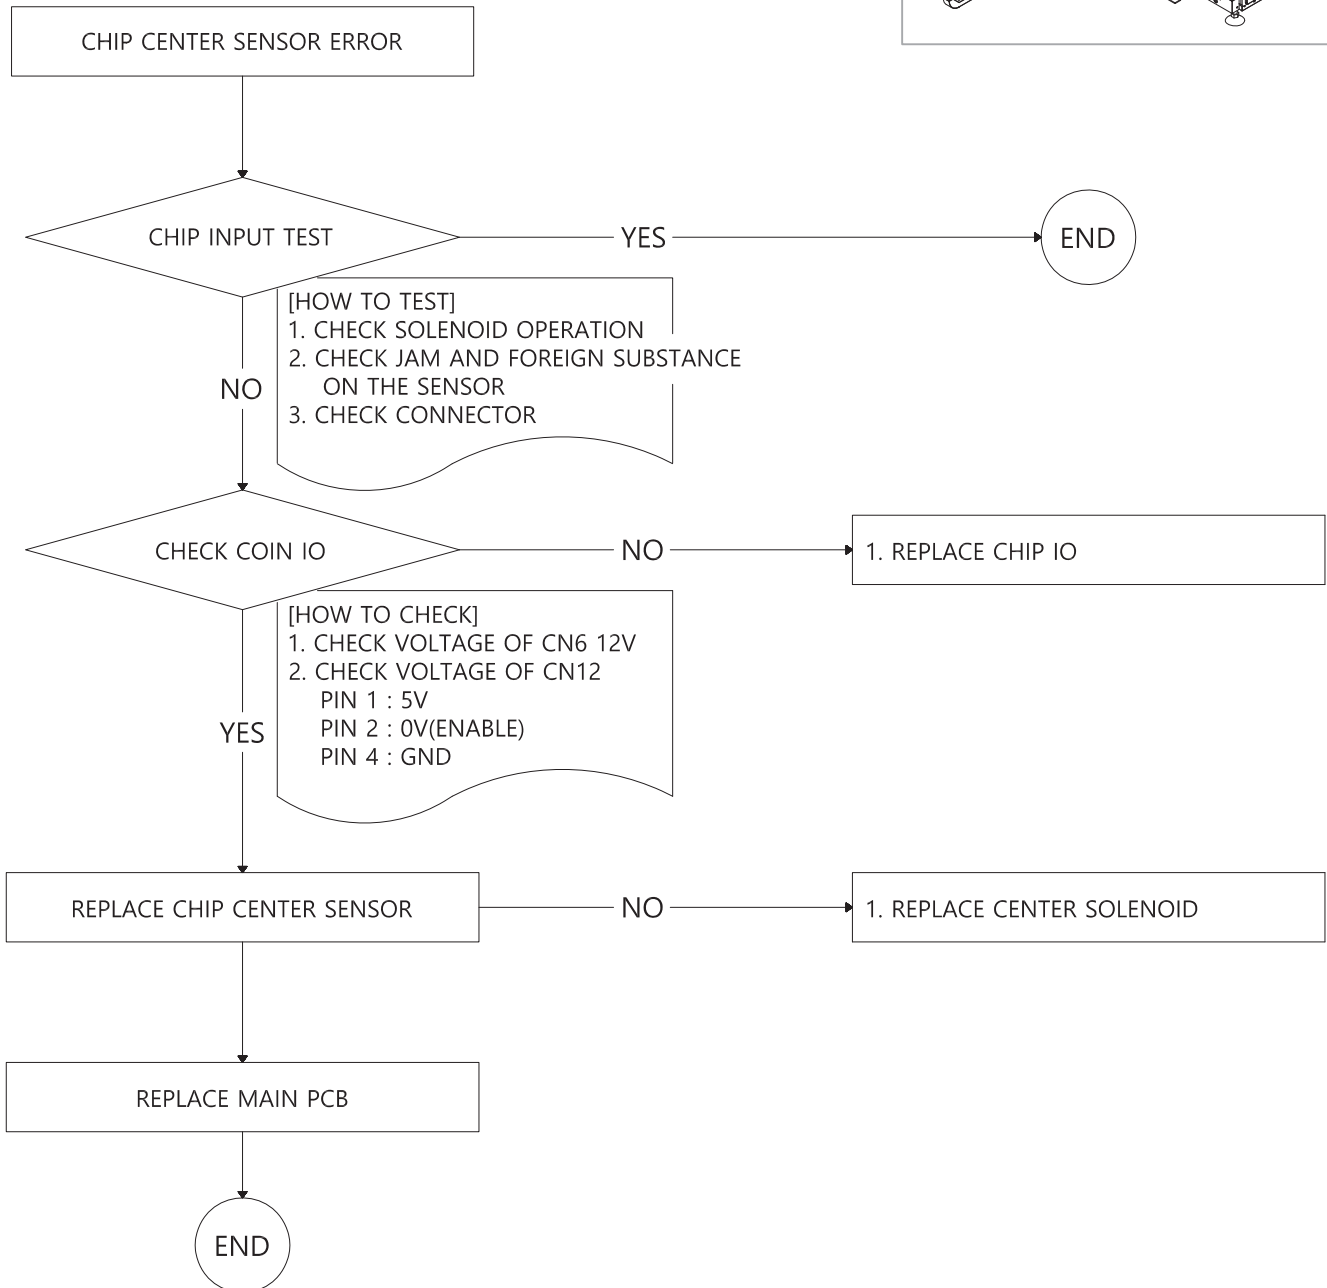 CHIP CENTER SENSOR ERROR
CHIP INPUT TEST
YES
END
[HOW TO TEST]
1. CHECK SOLENOID OPERATION
2. CHECK JAM AND FOREIGN SUBSTANCE
ON THE SENSOR
3. CHECK CONNECTOR
NO
CHECK COIN IO
NO
1. REPLACE CHIP IO
[HOW TO CHECK]
1. CHECK VOLTAGE OF CN6 12V
2. CHECK VOLTAGE OF CN12
PIN 1 : 5V
PIN 2 : 0V(ENABLE)
PIN 4 : GND
YES
REPLACE CHIP CENTER SENSOR
NO
1. REPLACE CENTER SOLENOID
REPLACE MAIN PCB
END